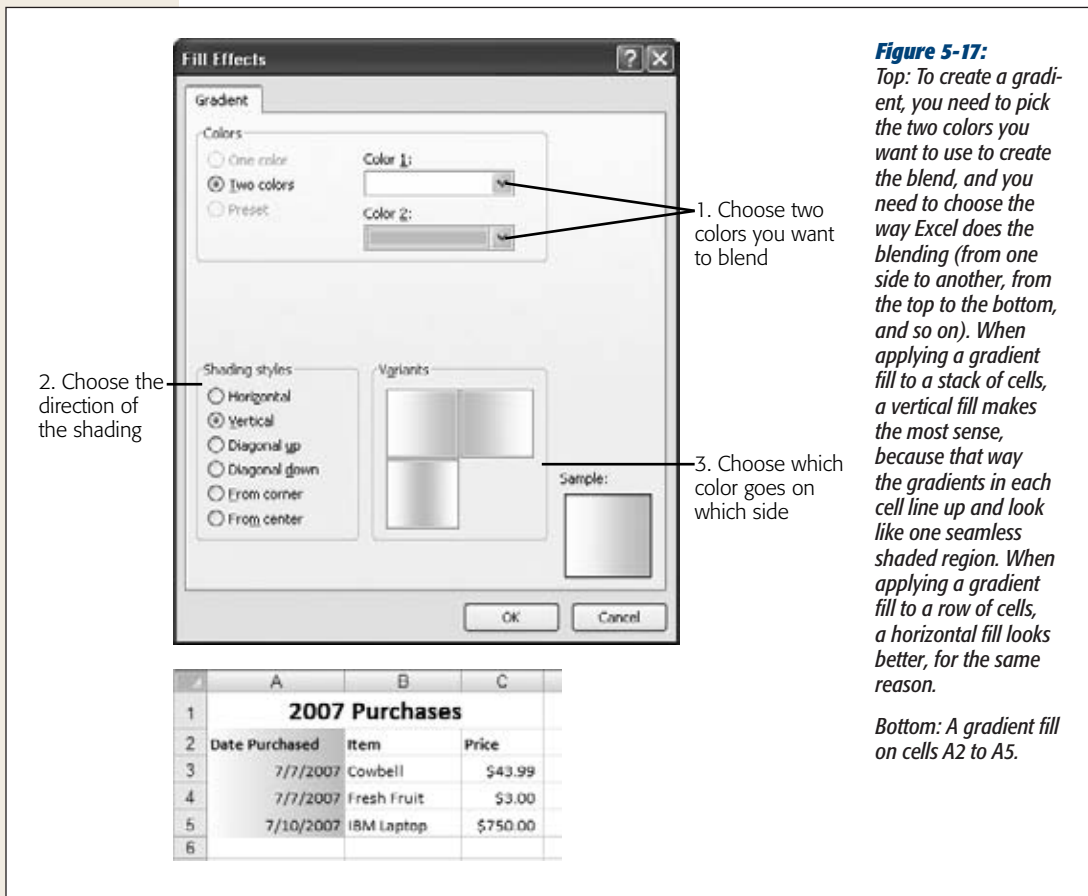 Fill Effects
Gradient
Colors
One color
Two colors
Preset
Color 1:
Color 2:
1. Choose two
colors you want
to blend
Shading styles
Horizontal
Vertical
Diagonal up
Diagonal down
From corner
From center
2. Choose the
direction of
the shading
Variants
Sample:
3. Choose which
color goes on
which side
OK
Cancel
A B C
1 2007 Purchases
2 Date Purchased Item Price
3 7/7/2007 Cowbell $43.99
4 7/7/2007 Fresh Fruit $3.00
5 7/10/2007 IBM Laptop $750.00
6
Figure 5-17:
Top: To create a gradi-
ent, you need to pick
the two colors you
want to use to create
the blend, and you
need to choose the
way Excel does the
blending (from one
side to another, from
the top to the bottom,
and so on). When
applying a gradient
fill to a stack of cells,
a vertical fill makes
the most sense,
because that way
the gradients in each
cell line up and look
like one seamless
shaded region. When
applying a gradient
fill to a row of cells,
a horizontal fill looks
better, for the same
reason.
Bottom: A gradient fill
on cells A2 to A5.